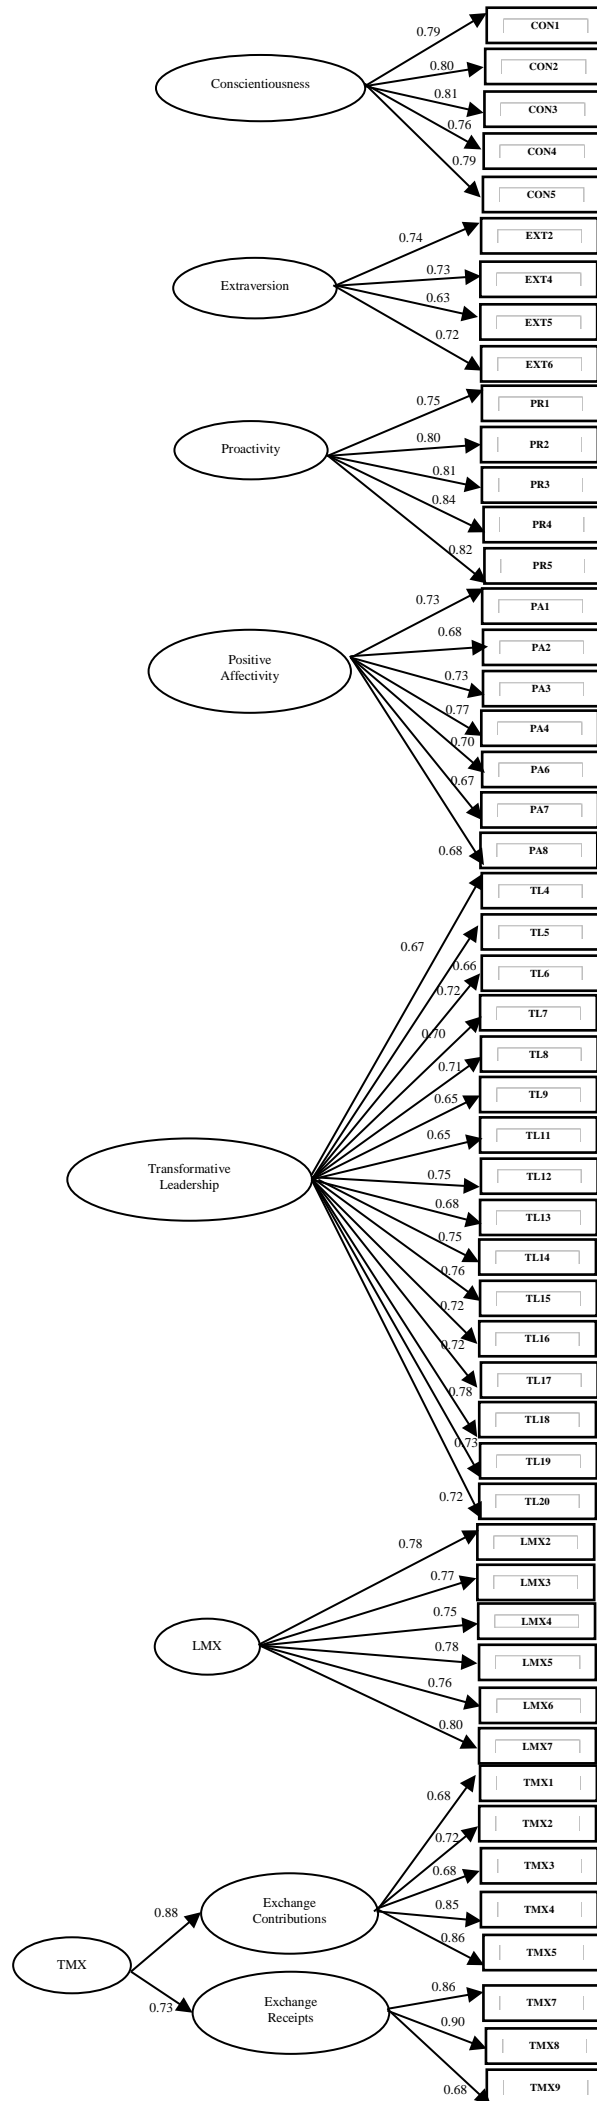 0.79
CON1
0.80
CON2
Conscientiousness
0.81
CON3
0.76
CON4
0.79
CON5
0.74
EXT2
0.73
EXT4
Extraversion
0.63
EXT5
0.72
EXT6
0.75
PR1
0.80
PR2
Proactivity
0.81
PR3
0.84
PR4
0.82
PR5
0.73
PA1
0.68
PA2
Positive
Affectivity
0.73
PA3
0.77
PA4
0.70
PA6
0.67
PA7
0.68
PA8
TL4
0.67
TL5
0.66
TL6
0.72
TL7
0.70
TL8
0.71
TL9
0.65
TL11
0.65
Transformative
Leadership
0.75
TL12
0.68
TL13
0.75
TL14
0.76
TL15
0.72
TL16
0.72
TL17
0.78
TL18
0.73
TL19
0.72
TL20
0.78
LMX2
0.77
LMX3
0.75
LMX4
LMX
0.78
LMX5
0.76
LMX6
0.80
LMX7
0.68
TMX1
0.72
TMX2
0.68
TMX3
Exchange
Contributions
0.88
0.85
TMX4
0.86
TMX5
TMX
0.73
Exchange
Receipts
0.86
TMX7
0.90
TMX8
0.68
TMX9